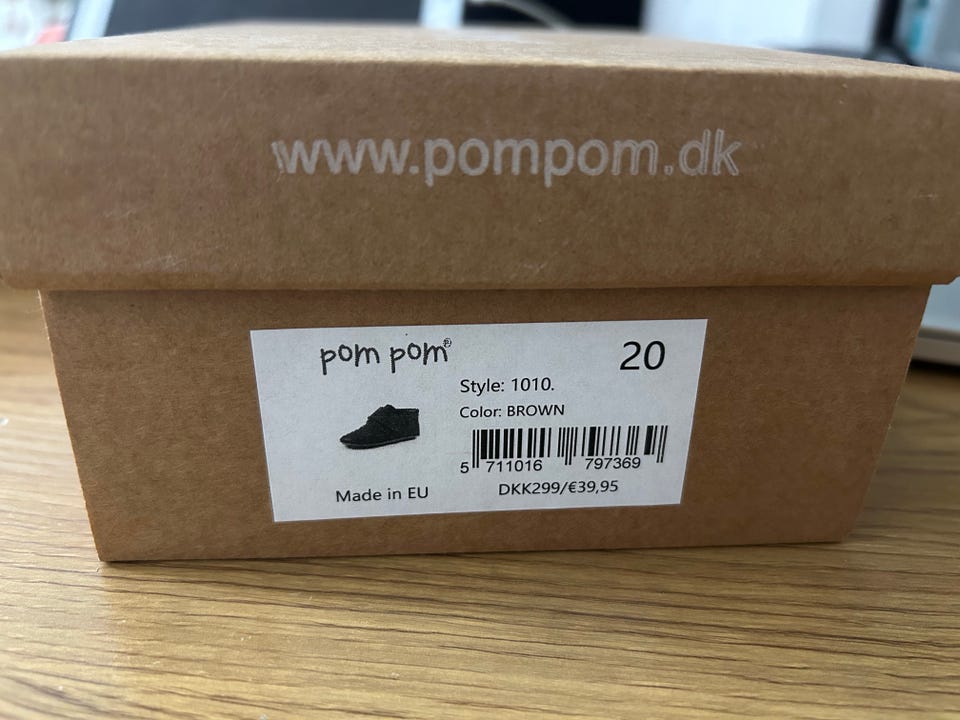 www.pompom.dk
pom pom®
20
Style: 1010.
Color: BROWN
5 711016 797369
Made in EU
DKK299/€39,95